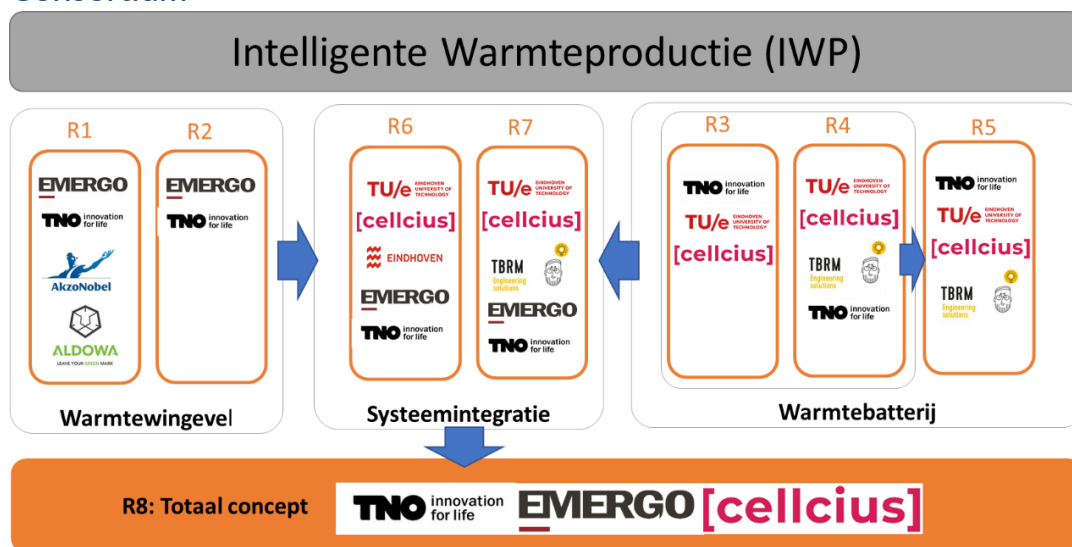 Consortium
Intelligente Warmteproductie (IWP)
R1
EMERGO
TNO innovation
for life
AkzoNobel
ALDOWA
LEAVE YOUR GREEN MARK
R2
EMERGO
TNO innovation
for life
Warmtewingevel
R6
TU/e EINDHOVEN
UNIVERSITY OF
TECHNOLOGY
[cellcius]
EINDHOVEN
EMERGO
TNO innovation
for life
R7
TU/e EINDHOVEN
UNIVERSITY OF
TECHNOLOGY
[cellcius]
TBRM
Engineering
solutions
EMERGO
TNO innovation
for life
Systeemintegratie
R3
TNO innovation
for life
TU/e EINDHOVEN
UNIVERSITY OF
TECHNOLOGY
[cellcius]
R4
TU/e EINDHOVEN
UNIVERSITY OF
TECHNOLOGY
[cellcius]
TBRM
Engineering
solutions
TNO innovation
for life
R5
TNO innovation
for life
TU/e EINDHOVEN
UNIVERSITY OF
TECHNOLOGY
[cellcius]
TBRM
Engineering
solutions
Warmtebatterij
R8: Totaal concept
TNO innovation
for life
EMERGO
[cellcius]